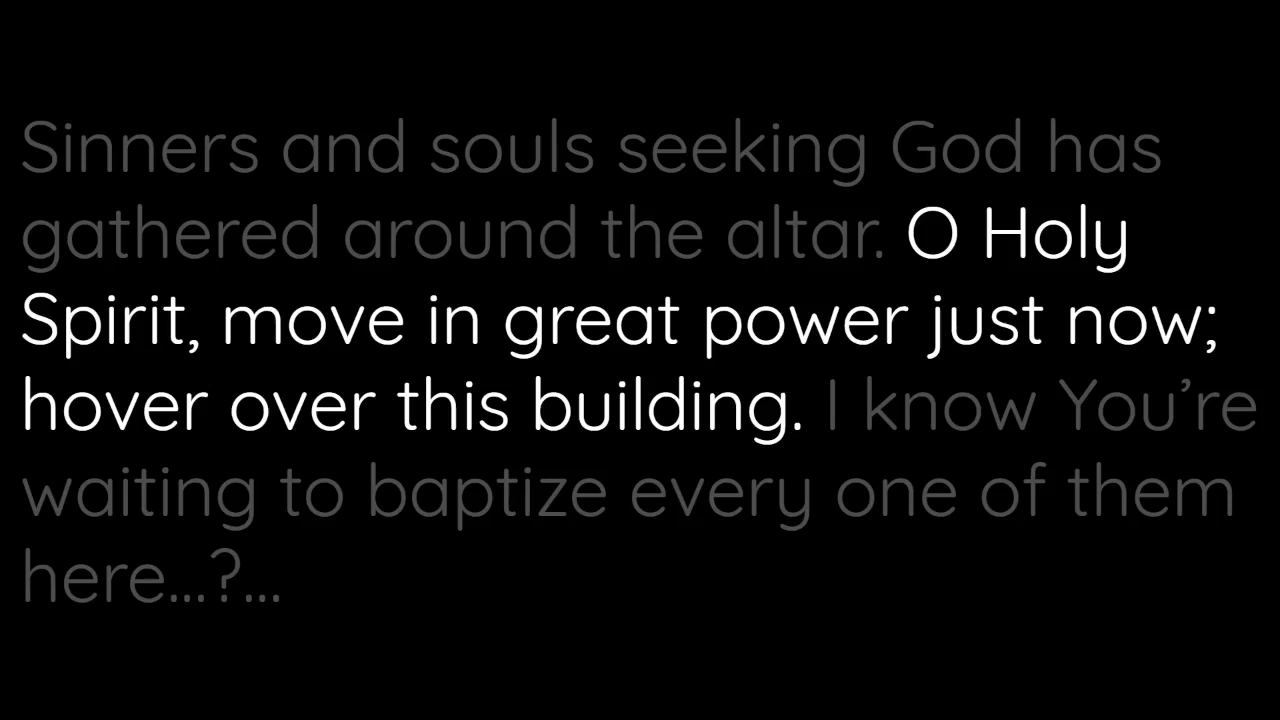 Sinners and souls seeking God has
gathered around the altar. O Holy
Spirit, move in great power just now;
hover over this building. I know You’re
waiting to baptize every one of them
here...?...